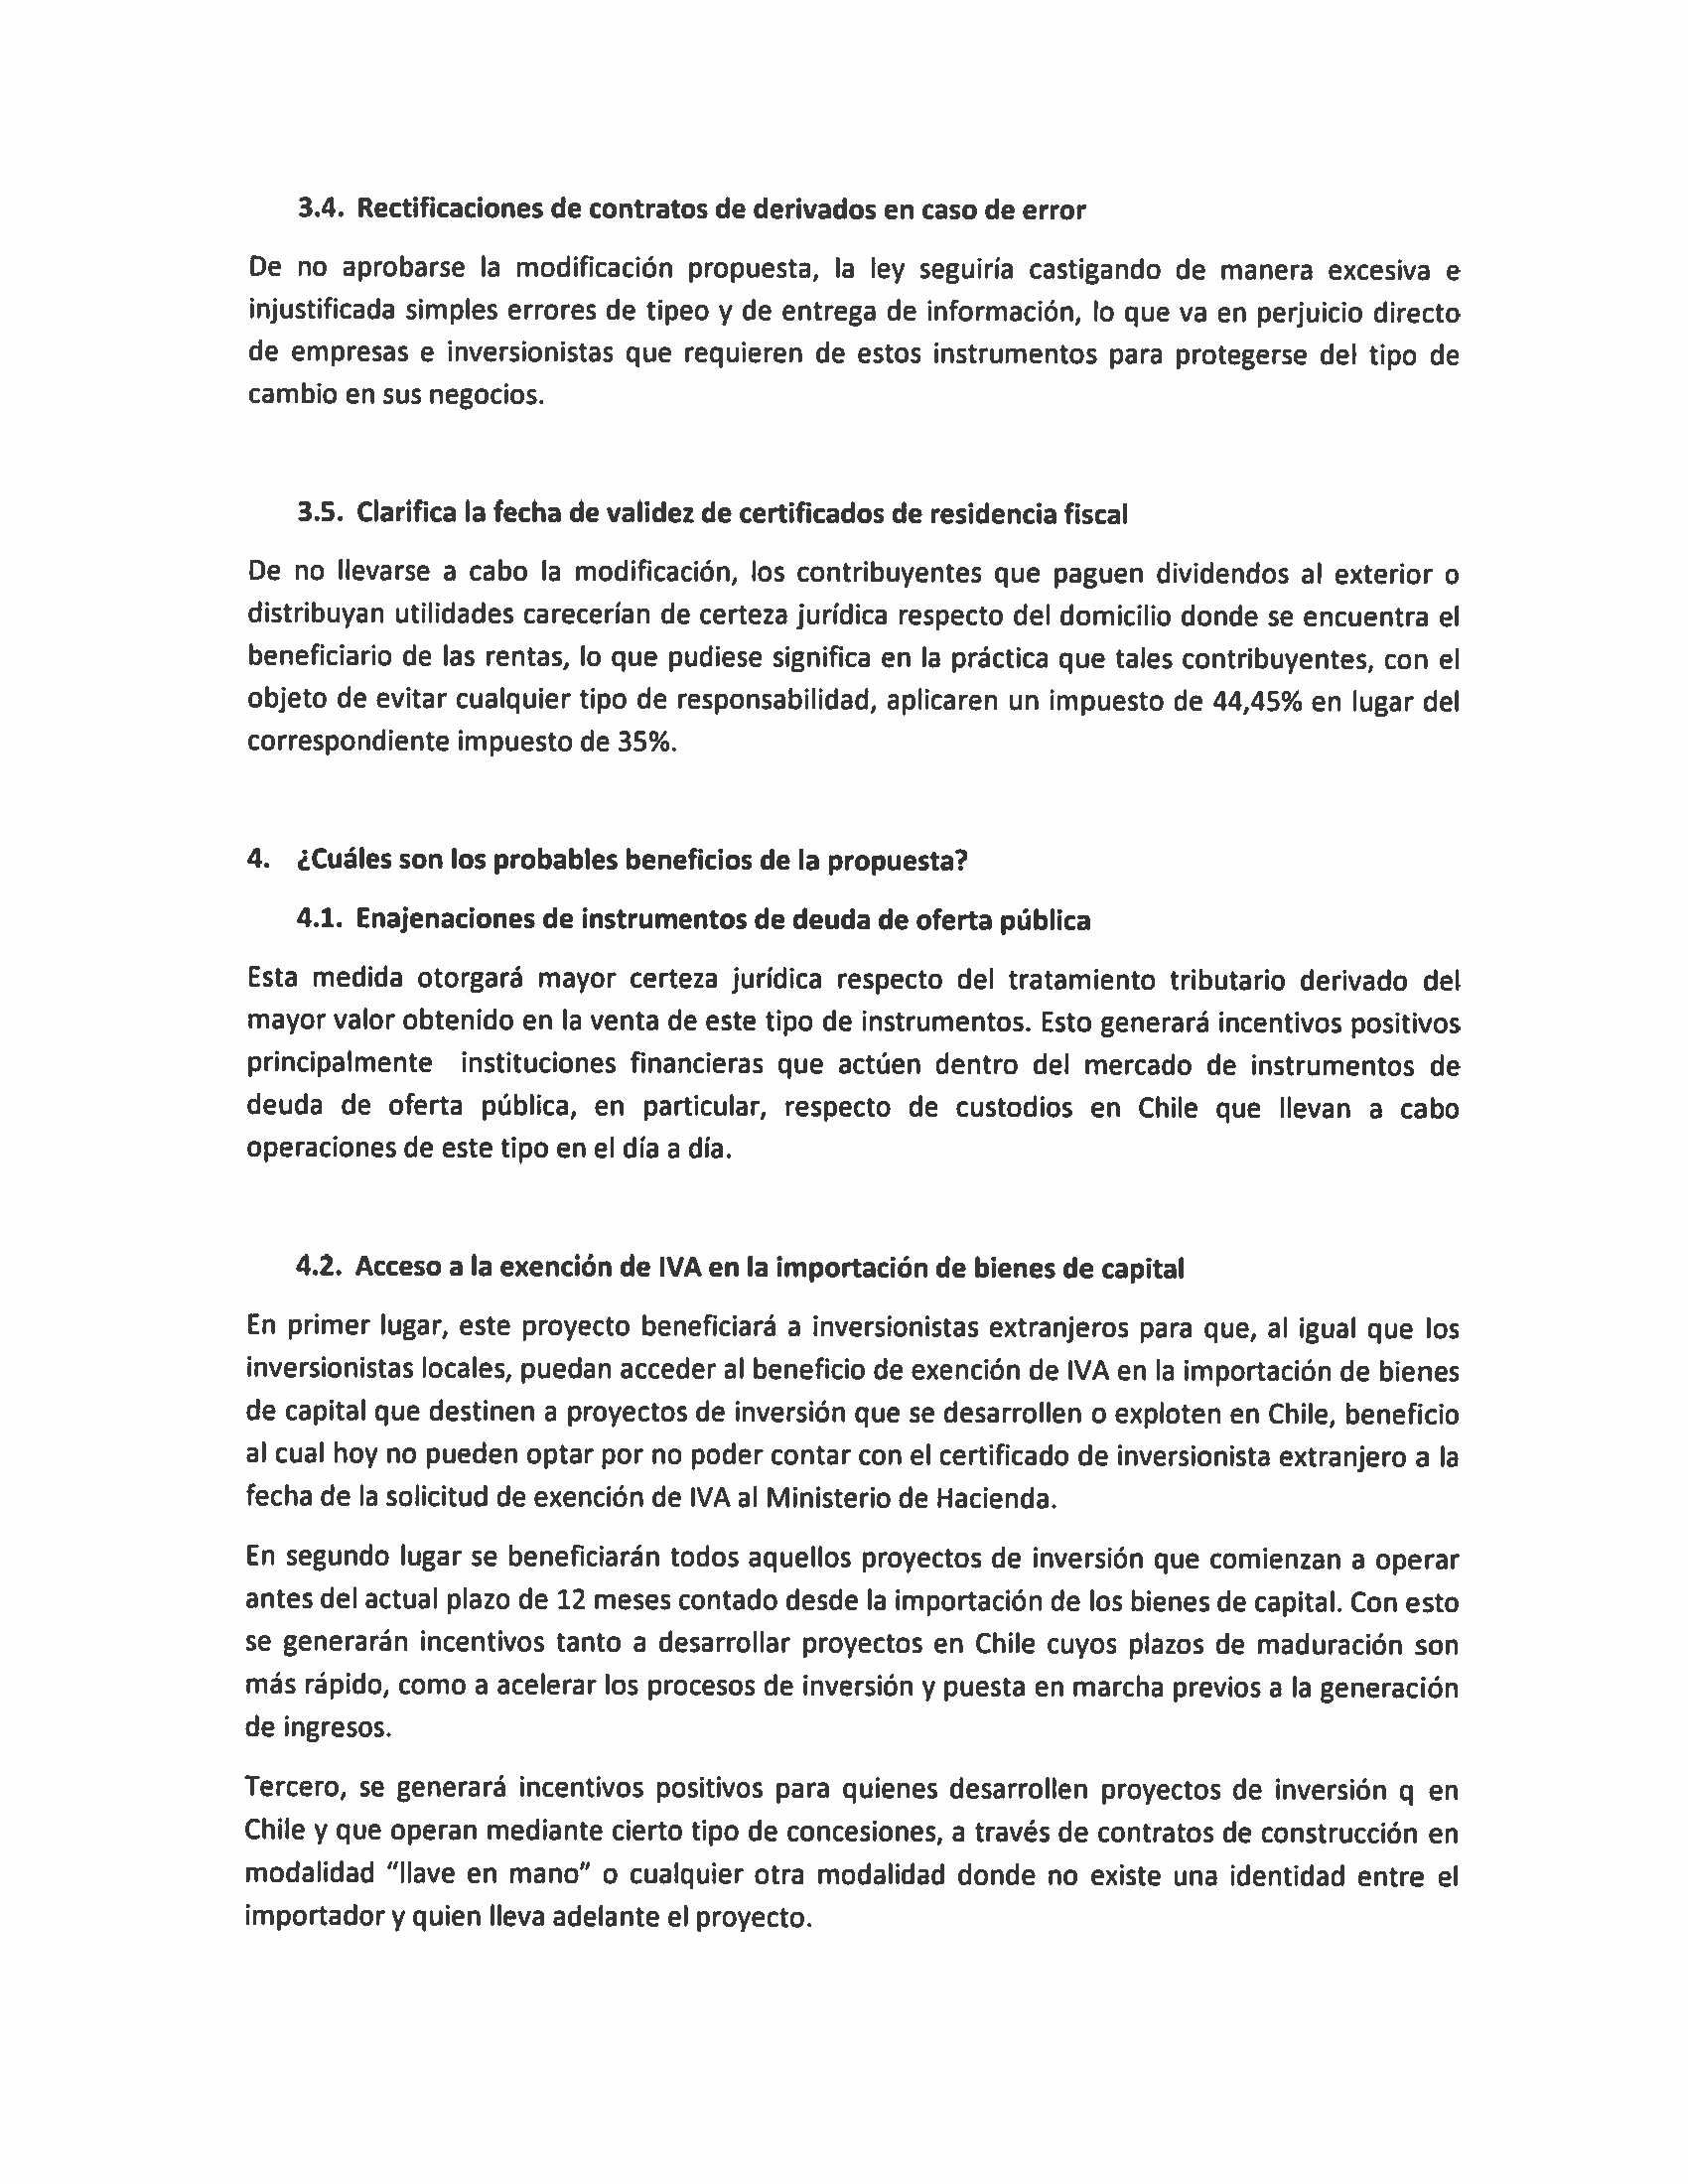 3.4. Rectificaciones de contratos de derivados en caso de error
De no aprobarse la modificación propuesta, la ley seguiría castigando de manera excesiva e
injustificada simples errores de tipeo y de entrega de información, lo que va en perjuicio directo
de empresas e inversionistas que requieren de estos instrumentos para protegerse del tipo de
cambio en sus negocios.
3.5. Clarifica la fecha de validez de certificados de residencia fiscal
De no llevarse a cabo la modificación, los contribuyentes que paguen dividendos al exterior o
distribuyan utilidades carecerían de certeza jurídica respecto del domicilio donde se encuentra el
beneficiario de las rentas, lo que pudiese significa en la práctica que tales contribuyentes, con el
objeto de evitar cualquier tipo de responsabilidad, aplicaren un impuesto de 44,45% en lugar del
correspondiente impuesto de 35%.
4. ¿Cuáles son los probables beneficios de la propuesta?
4.1. Enajenaciones de instrumentos de deuda de oferta pública
Esta medida otorgará mayor certeza jurídica respecto del tratamiento tributario derivado del
mayor valor obtenido en la venta de este tipo de instrumentos. Esto generará incentivos positivos
principalmente instituciones financieras que actúen dentro del mercado de instrumentos de
deuda de oferta pública, en particular, respecto de custodios en Chile que llevan a cabo
operaciones de este tipo en el día a día.
4.2. Acceso a la exención de IVA en la importación de bienes de capital
En primer lugar, este proyecto beneficiará a inversionistas extranjeros para que, al igual que los
inversionistas locales, puedan acceder al beneficio de exención de IVA en la importación de bienes
de capital que destinen a proyectos de inversión que se desarrollen o exploten en Chile, beneficio
al cual hoy no pueden optar por no poder contar con el certificado de inversionista extranjero a la
fecha de la solicitud de exención de IVA al Ministerio de Hacienda.
En segundo lugar se beneficiarán todos aquellos proyectos de inversión que comienzan a operar
antes del actual plazo de 12 meses contado desde la importación de los bienes de capital. Con esto
se generarán incentivos tanto a desarrollar proyectos en Chile cuyos plazos de maduración son
más rápido, como a acelerar los procesos de inversión y puesta en marcha previos a la generación
de ingresos.
Tercero, se generará incentivos positivos para quienes desarrollen proyectos de inversión q en
Chile y que operan mediante cierto tipo de concesiones, a través de contratos de construcción en
modalidad "llave en mano" o cualquier otra modalidad donde no existe una identidad entre el
importador y quien lleva adelante el proyecto.